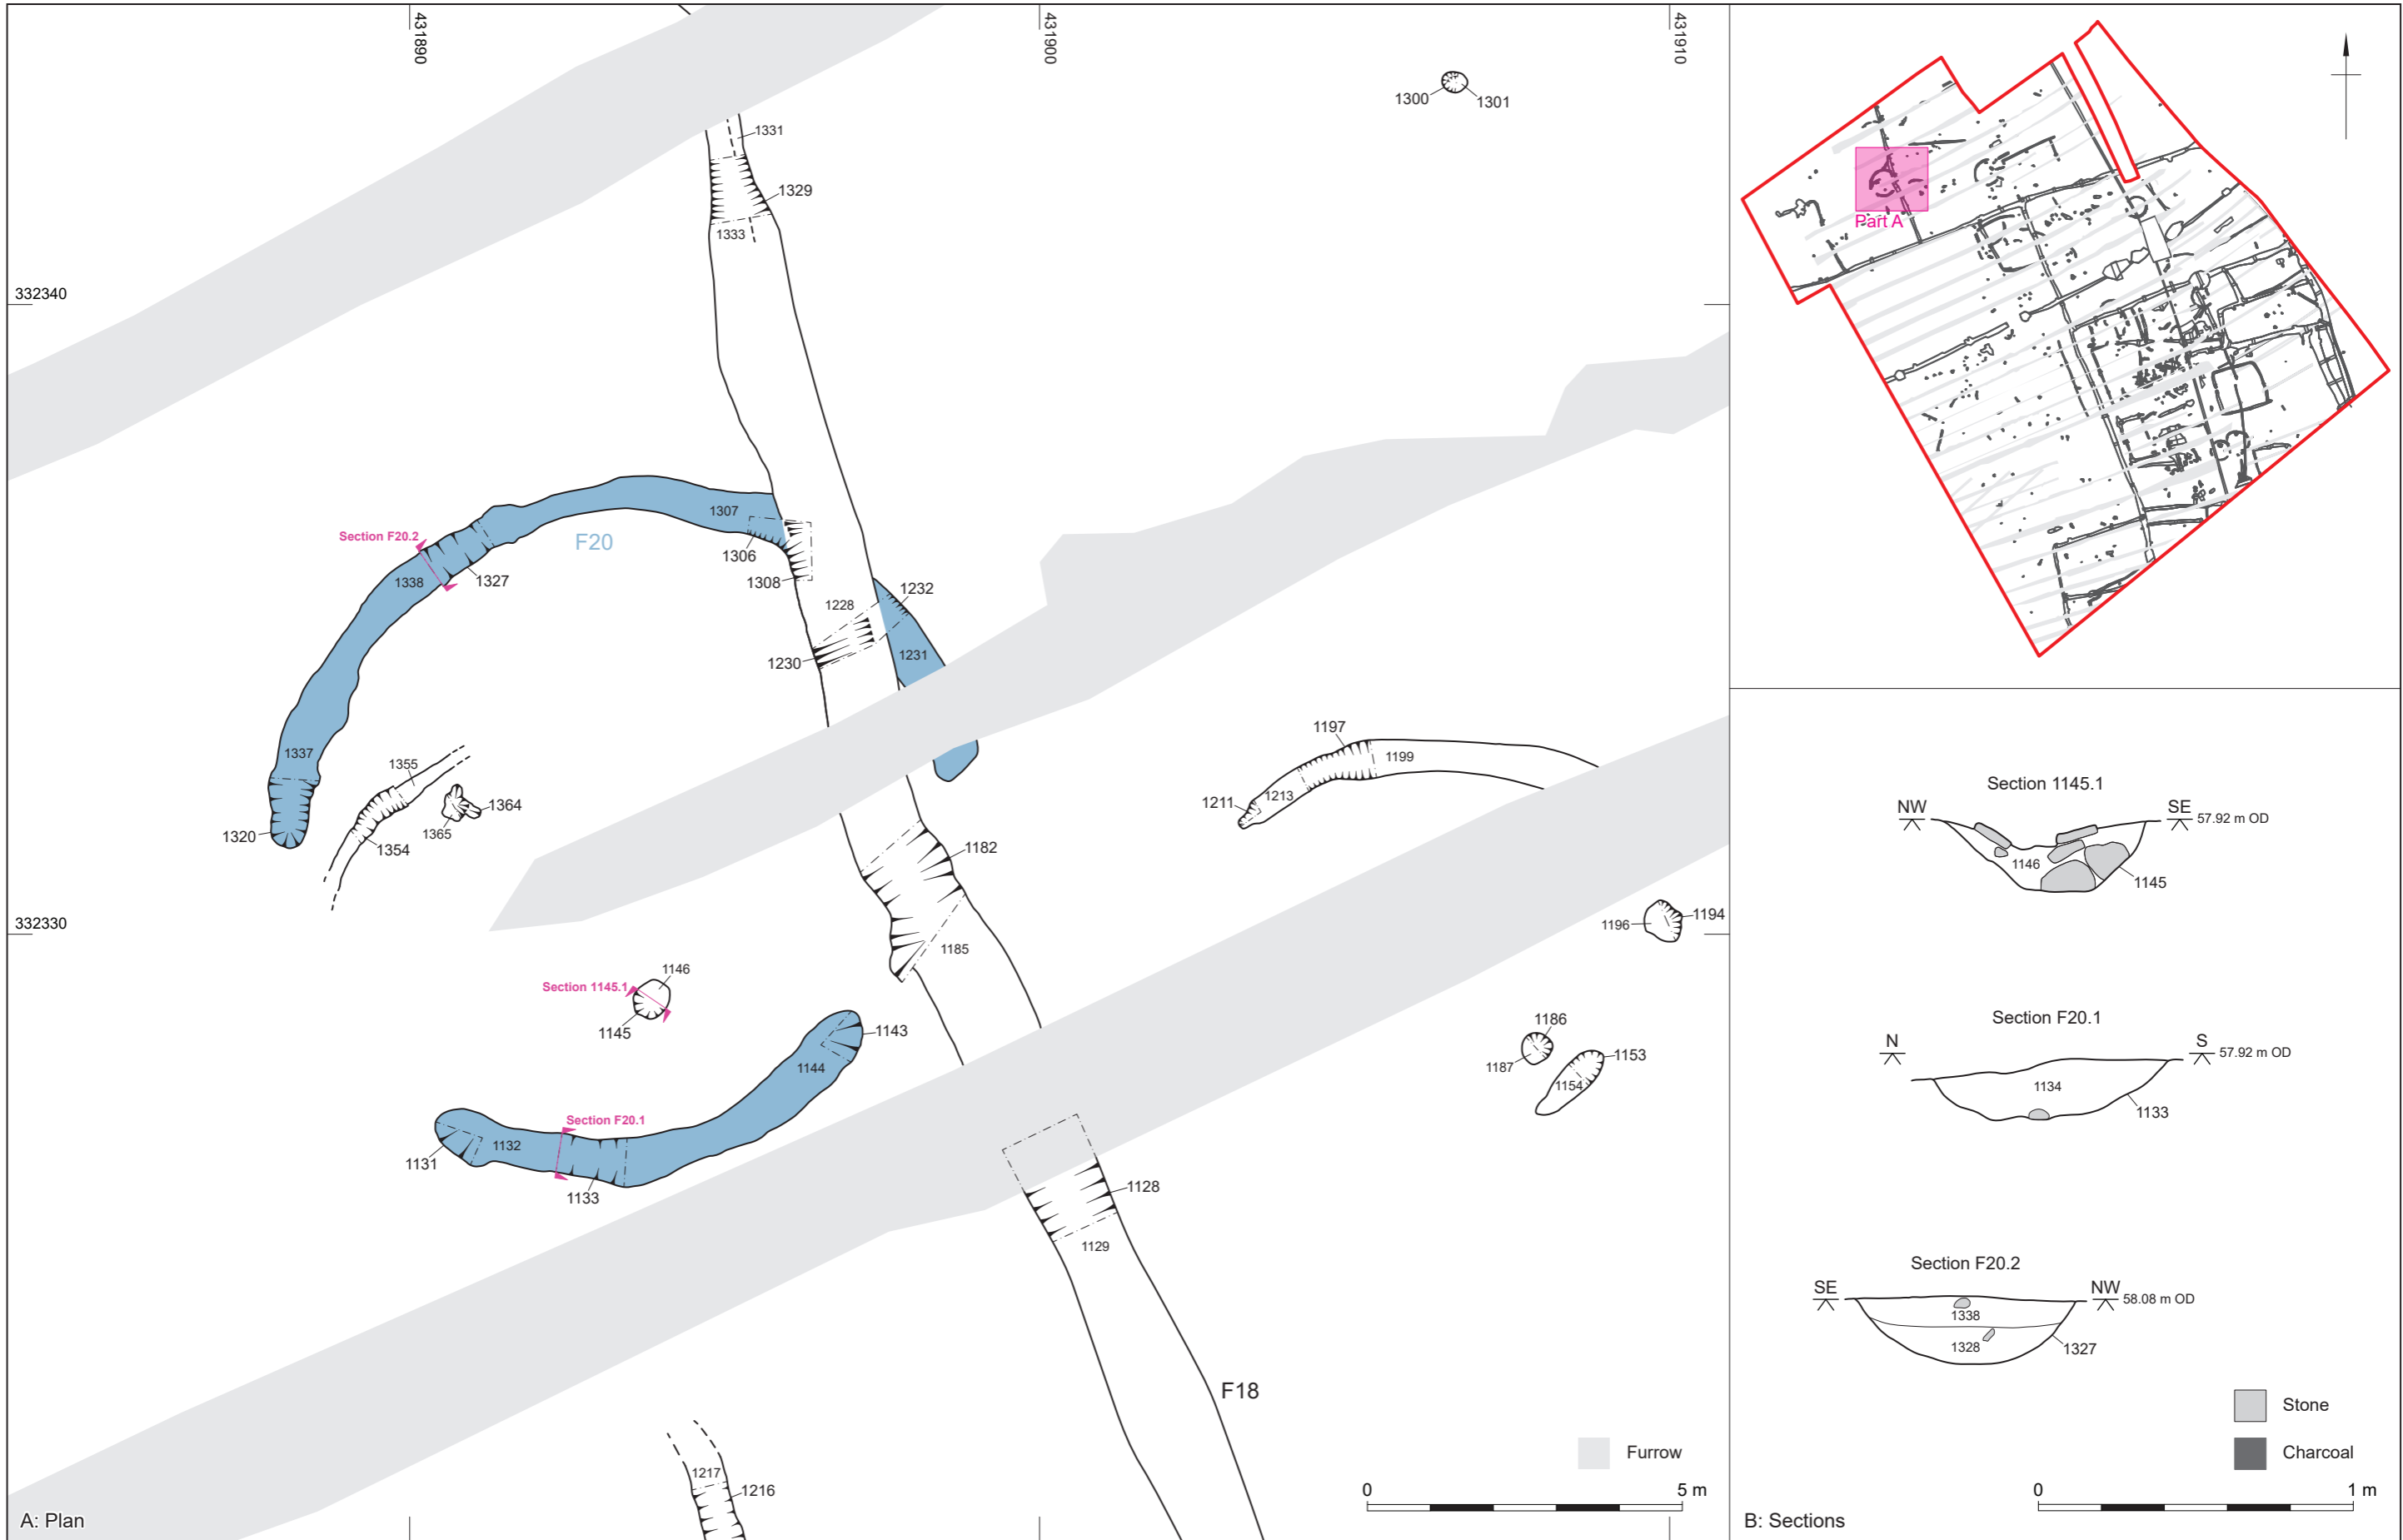 431890
431900
431910
1300
1301
1331
1329
1333
332340
1307
Section F20.2
F20
1306
1338
1327
1308
1232
1228
1230
1231
1337
1355
1197
1199
1364
1213
1211
1365
1320
1354
1182
1194
1196
332330
1185
1146
Section 1145.1
1145
1186
1143
1187
1153
1144
1154
Section F20.1
1132
1131
1133
1128
1129
F18
Furrow
1217
1216
0
5 m
A: Plan
Part A
Section 1145.1
NW
SE
57.92 m OD
1146
1145
Section F20.1
N
S
57.92 m OD
1134
1133
Section F20.2
SE
NW
58.08 m OD
1338
1328
1327
Stone
Charcoal
0
1 m
B: Sections